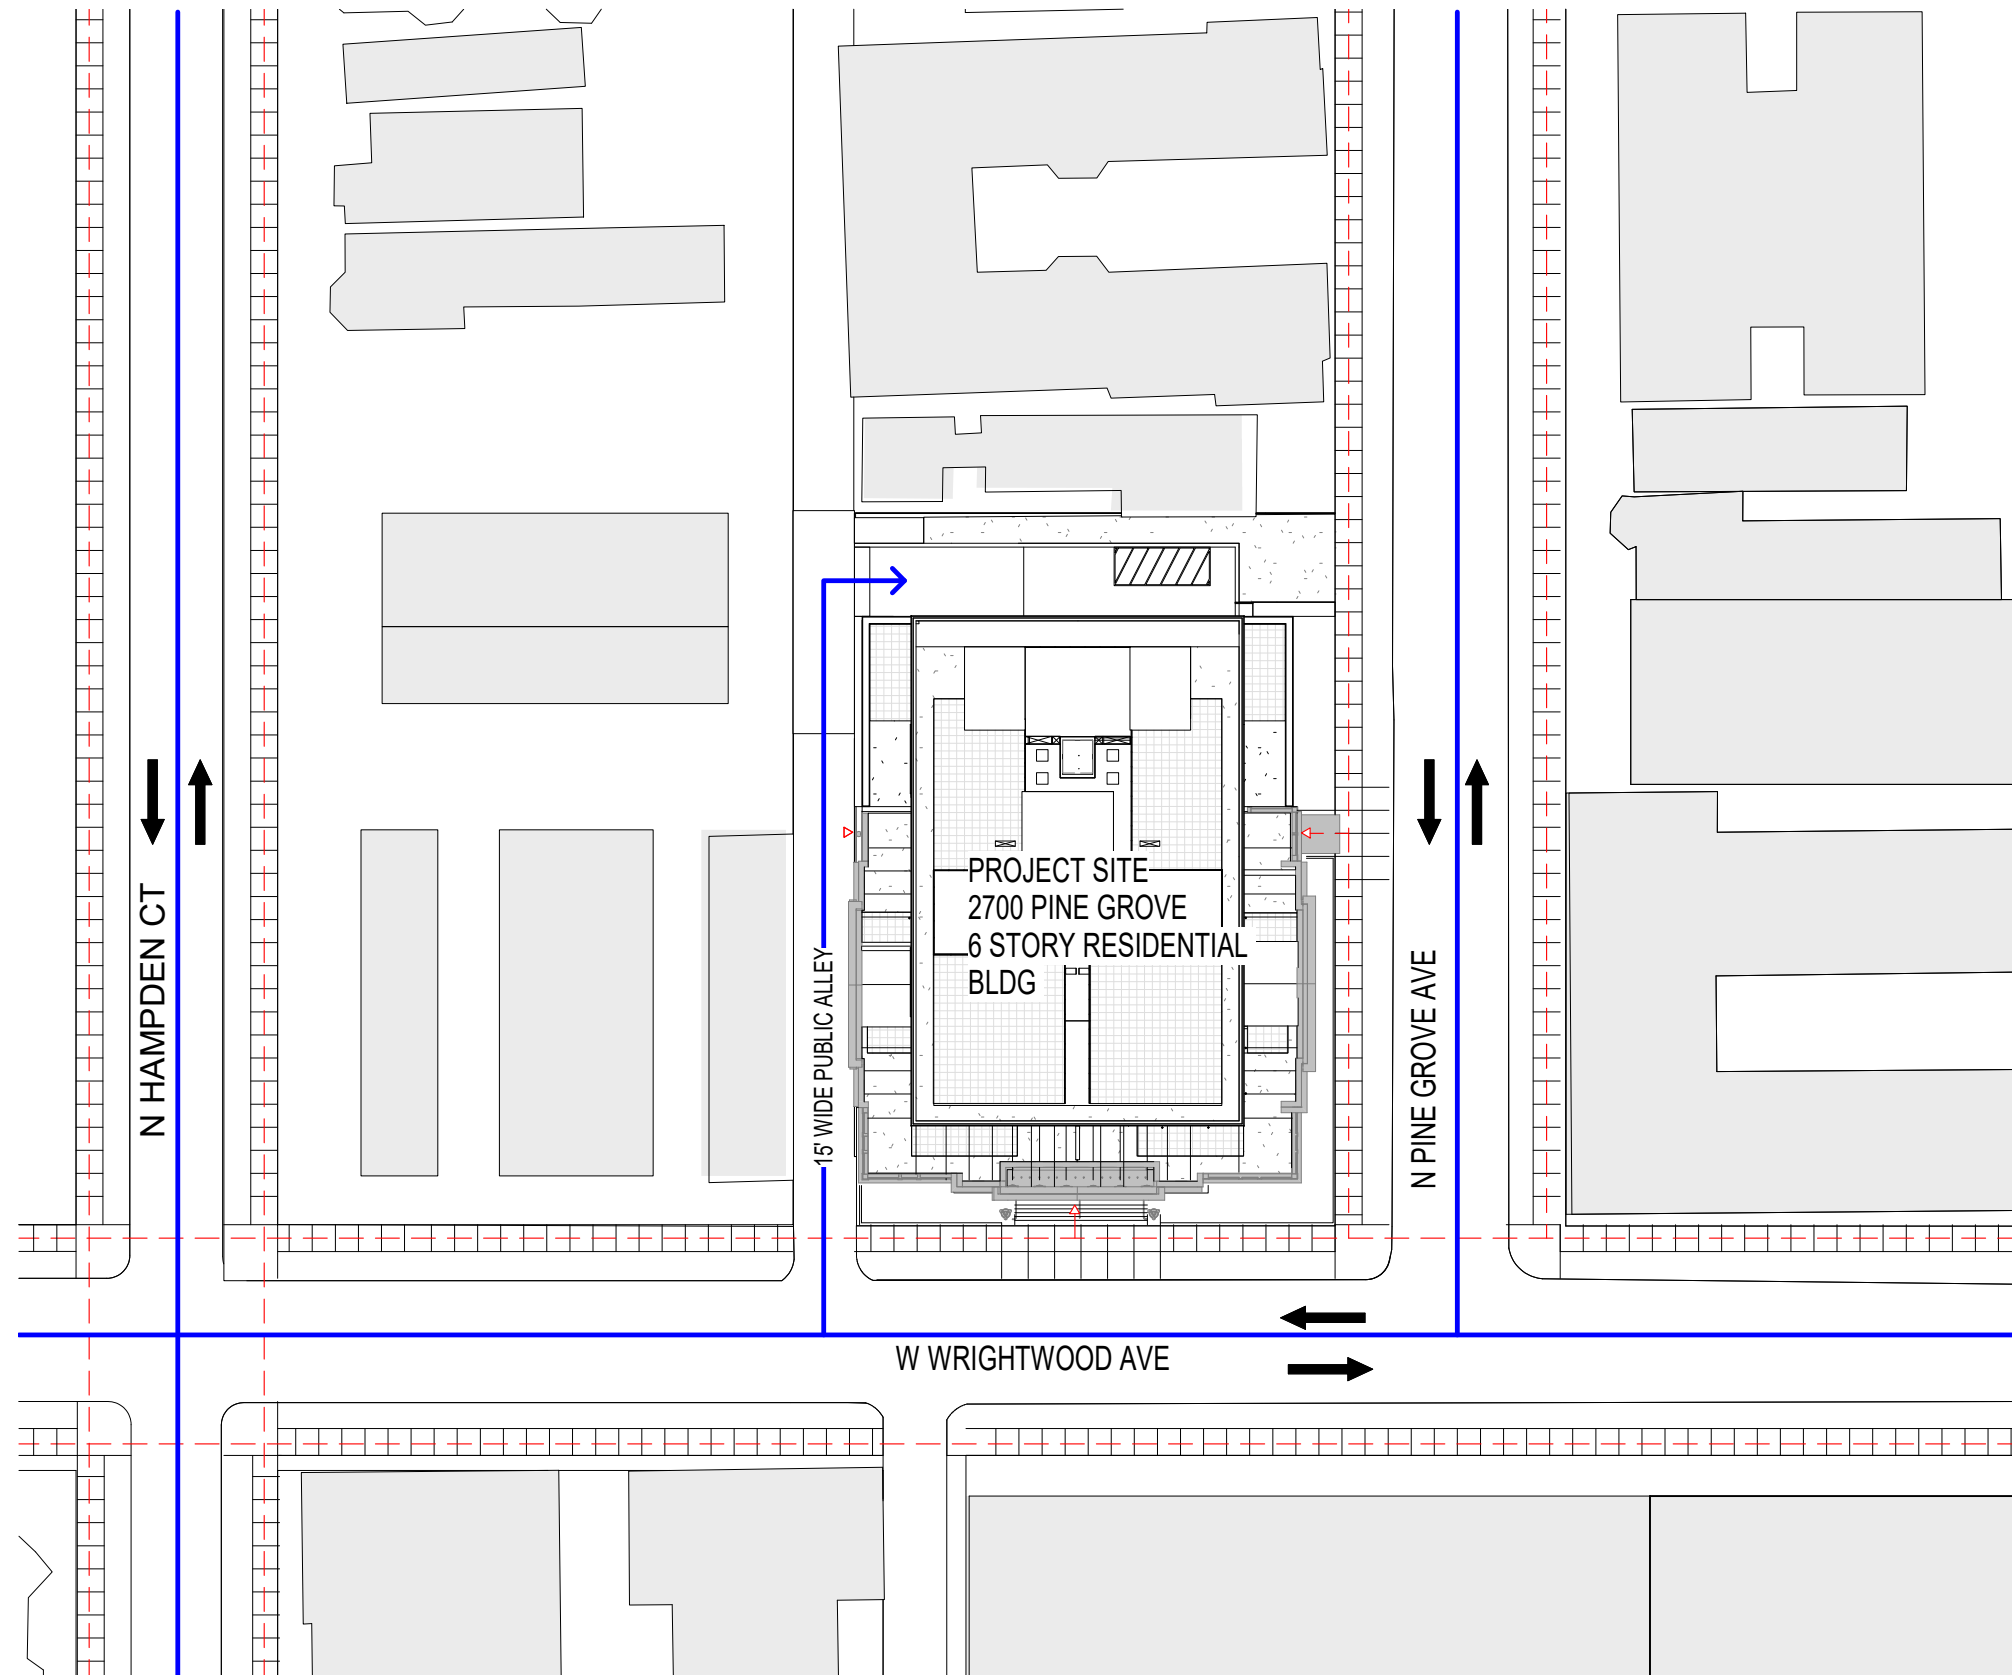 PROJECT SITE
2700 PINE GROVE
6 STORY RESIDENTIAL
BLDG
N HAMPDEN CT
15' WIDE PUBLIC ALLEY
N PINE GROVE AVE
W WRIGHTWOOD AVE